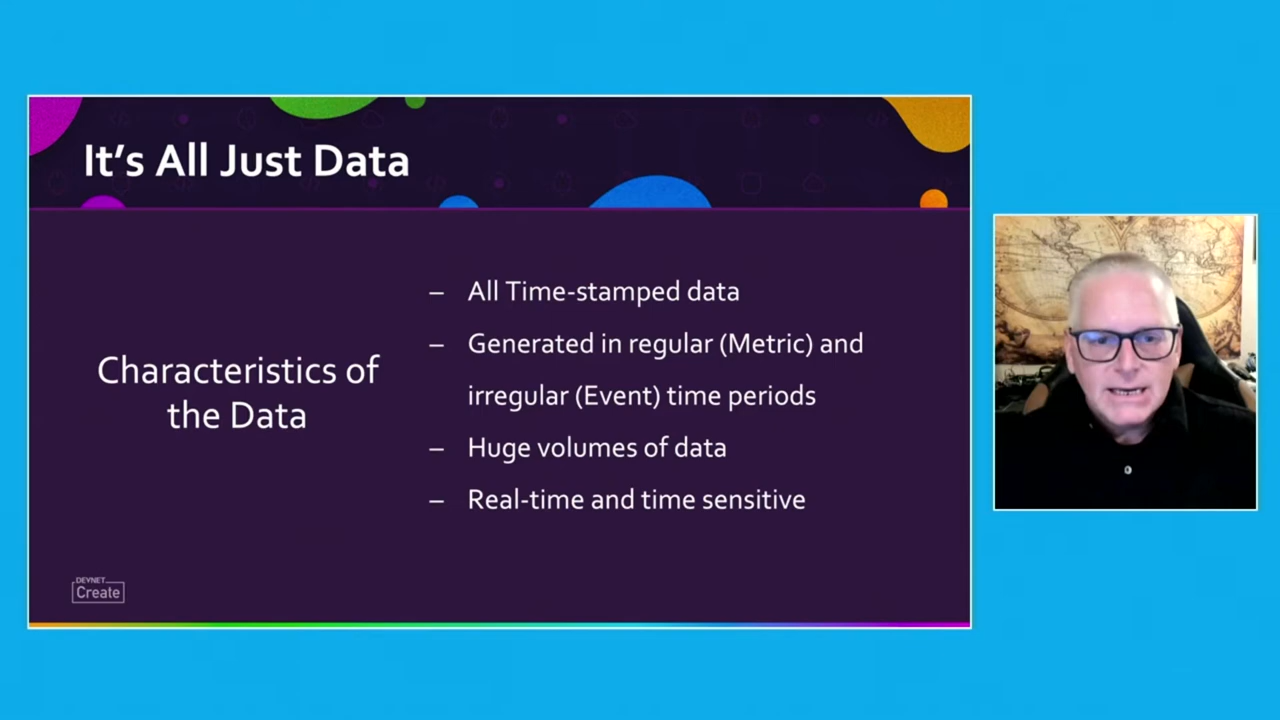 It's All Just Data
Characteristics of
the Data
– All Time-stamped data
– Generated in regular (Metric) and
irregular (Event) time periods
– Huge volumes of data
– Real-time and time sensitive
DEVNET
Create